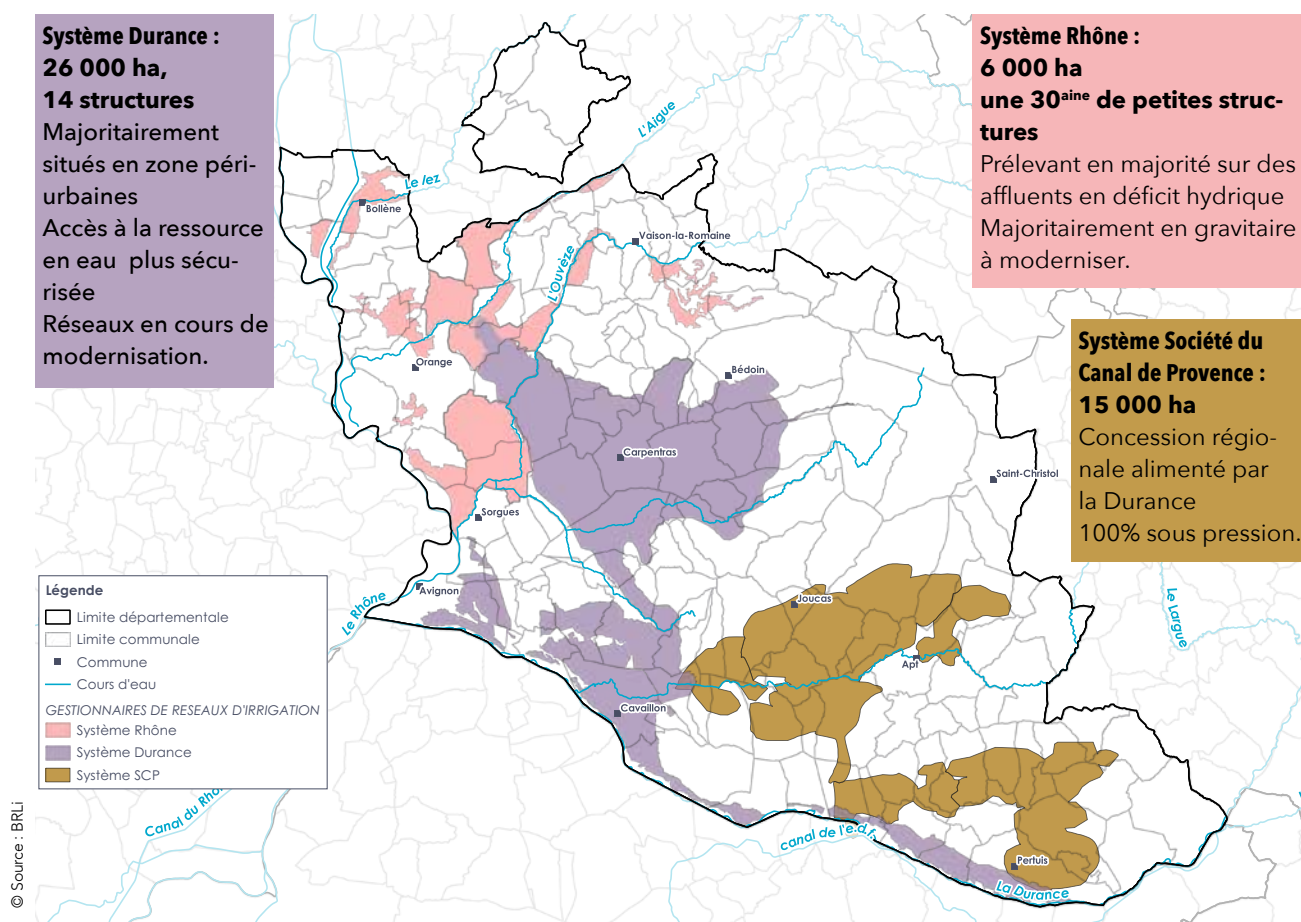 Système Durance :
26 000 ha,
14 structures
Majoritairement
situés en zone péri-
urbaines
Accès à la ressource
en eau plus sécu-
risée
Réseaux en cours de
modernisation.
Système Rhône :
6 000 ha
une 30aine de petites struc-
tures
Prélevant en majorité sur des
affluents en déficit hydrique
Majoritairement en gravitaire
à moderniser.
Système Société du
Canal de Provence :
15 000 ha
Concession régio-
nale alimenté par
la Durance
100% sous pression.
L'Aigue
Le lez
Bollène
Vaison-la-Romaine
L'Ouvèze
Orange
Bédoin
Carpentras
Saint-Christol
Sorgues
Avignon
Le Rhône
Joucas
Le Largue
Apt
Cavaillon
Canal du Rhô
canal de l'e.d.f.
Pertuis
La Durance
Légende
Limite départementale
Limite communale
Commune
Cours d'eau
GESTIONNAIRES DE RESEAUX D'IRRIGATION
Système Rhône
Système Durance
Système SCP
© Source : BRLi